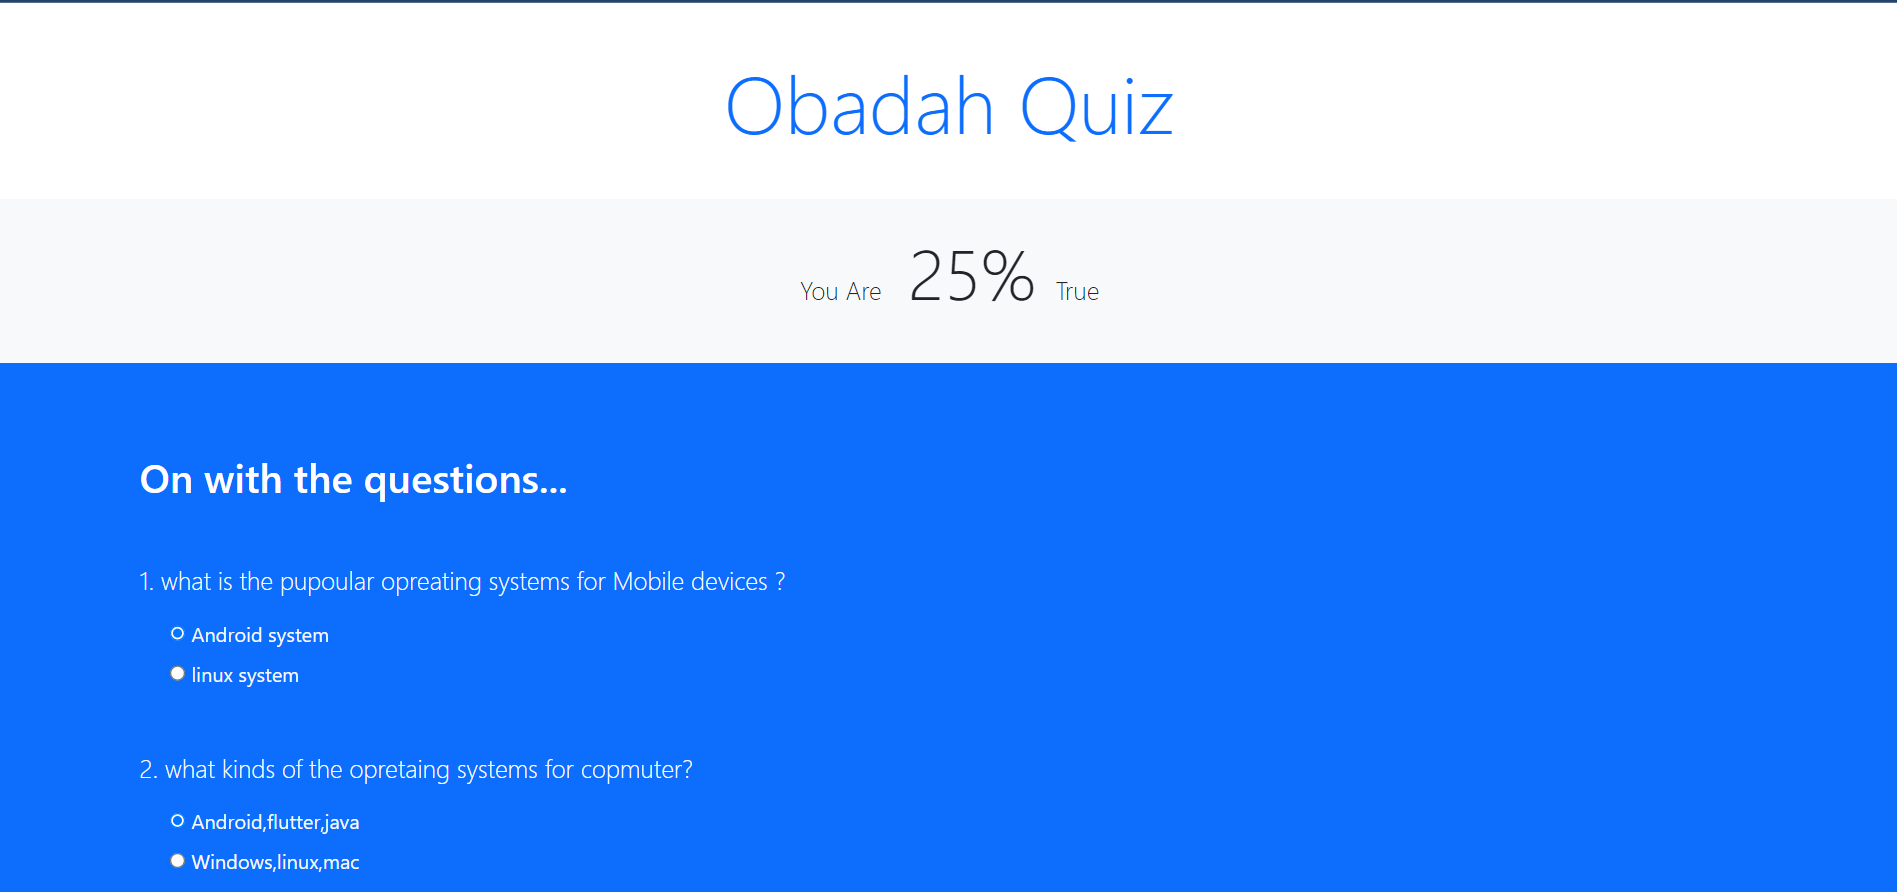 Obadah Quiz
You Are 25% True
On with the questions...
1. what is the pupoular opreating systems for Mobile devices ?
Android system
linux system
2. what kinds of the opretaing systems for copmuter?
Android,flutter,java
Windows,linux,mac